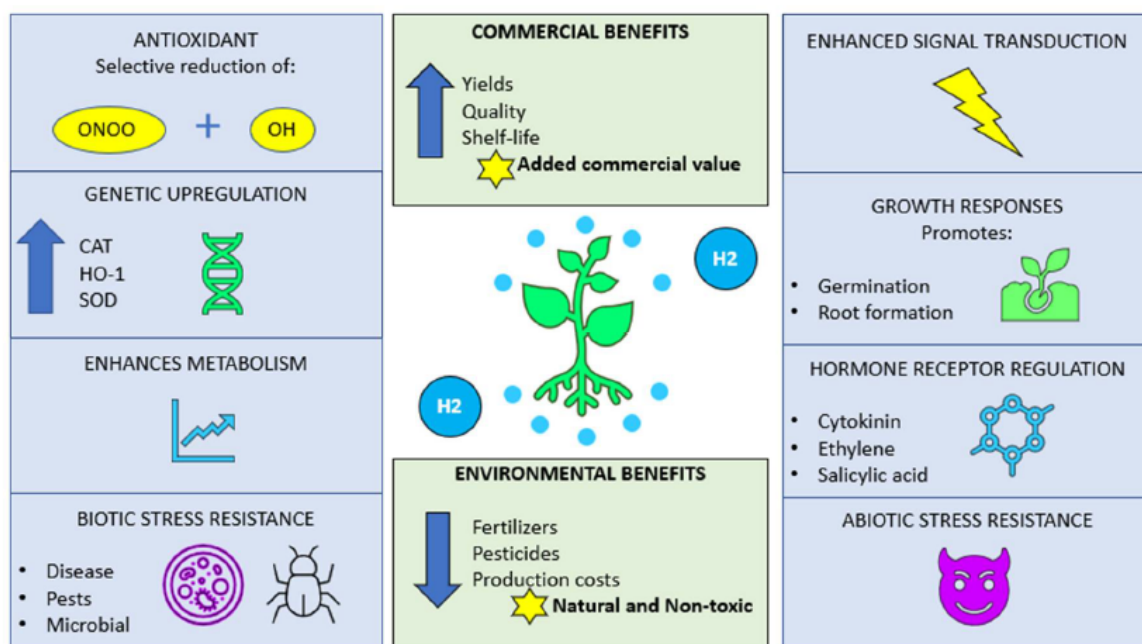 ANTIOXIDANT
Selective reduction of:
ONOO
+
OH
GENETIC UPREGULATION
CAT
HO-1
SOD
ENHANCES METABOLISM
BIOTIC STRESS RESISTANCE
• Disease
• Pests
• Microbial
COMMERCIAL BENEFITS
Yields
Quality
Shelf-life
Added commercial value
H2
H2
ENVIRONMENTAL BENEFITS
Fertilizers
Pesticides
Production costs
Natural and Non-toxic
ENHANCED SIGNAL TRANSDUCTION
GROWTH RESPONSES
Promotes:
• Germination
• Root formation
HORMONE RECEPTOR REGULATION
• Cytokinin
• Ethylene
• Salicylic acid
ABIOTIC STRESS RESISTANCE